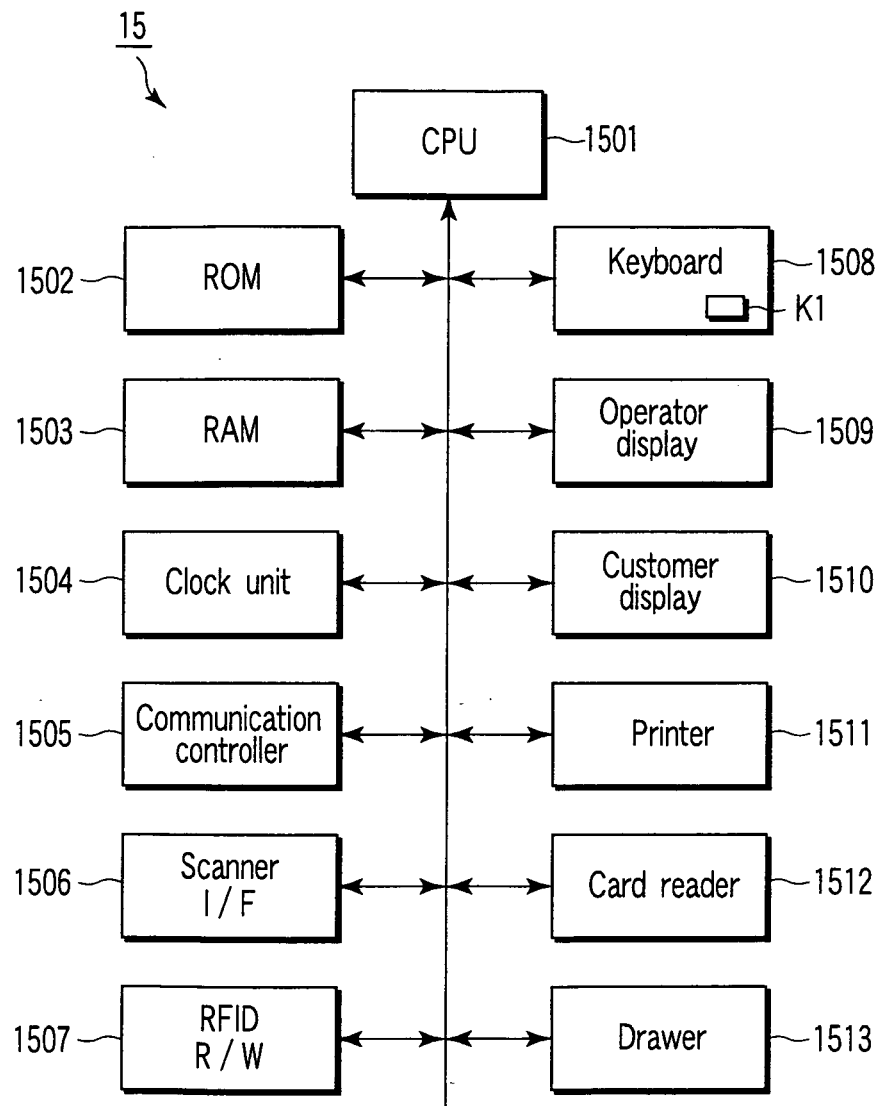 15
CPU
1501
1502
ROM
Keyboard
1508
K1
1503
RAM
Operator
display
1509
1504
Clock unit
Customer
display
1510
1505
Communication
controller
Printer
1511
1506
Scanner
I / F
Card reader
1512
1507
RFID
R / W
Drawer
1513